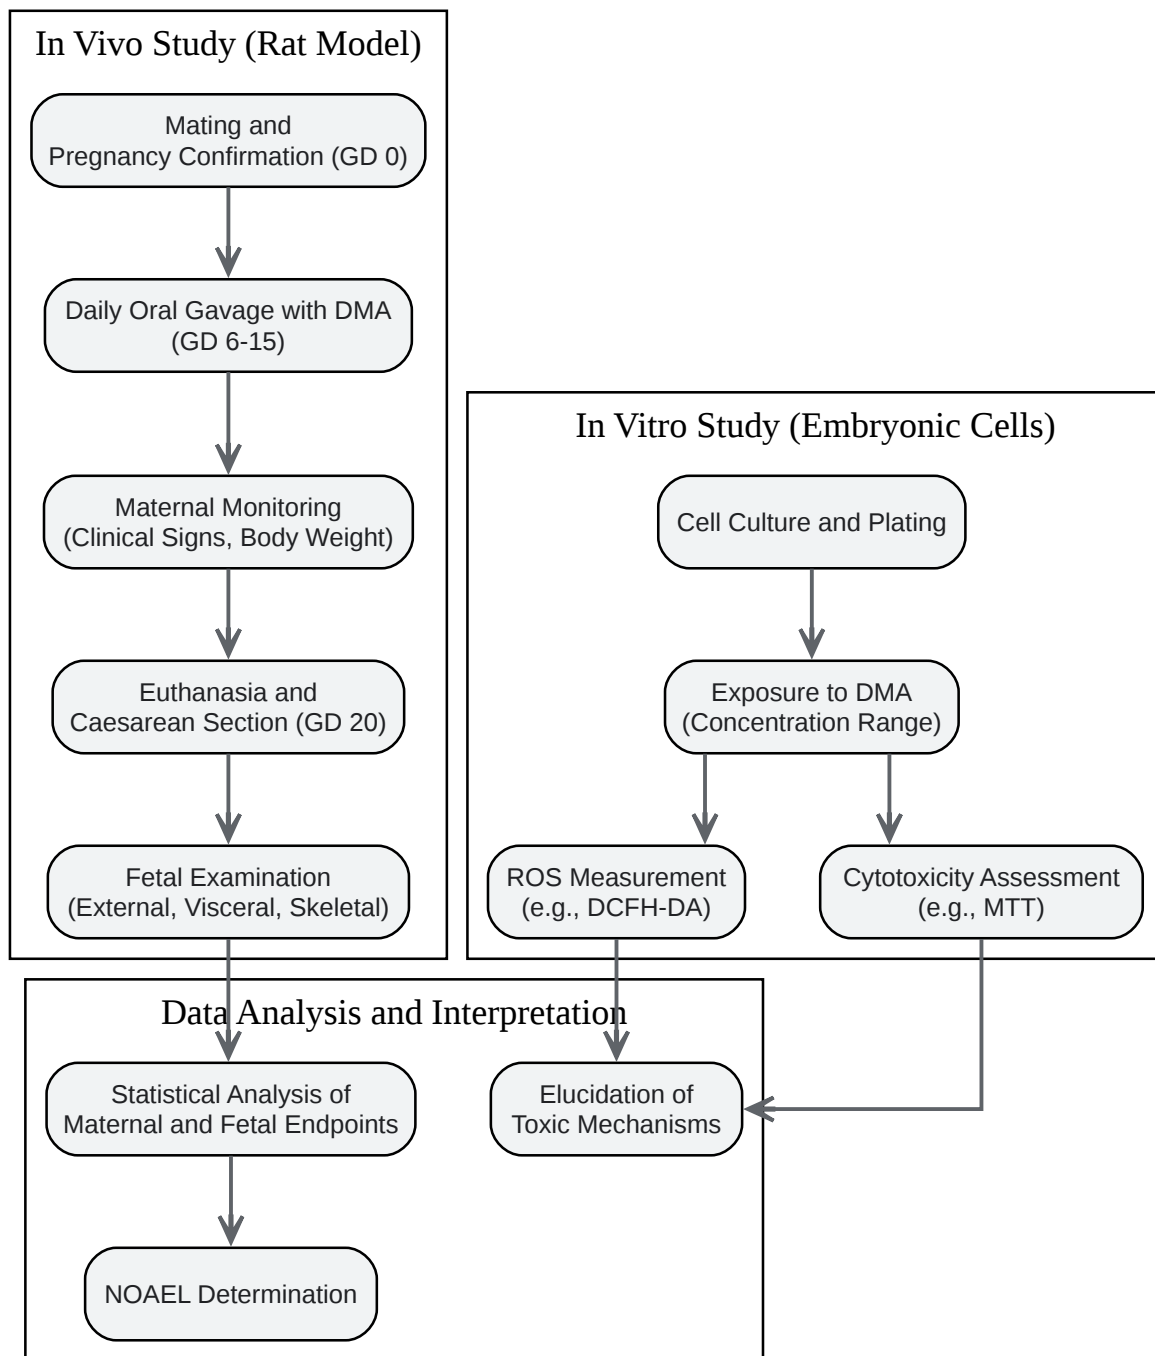 In Vivo Study (Rat Model)
Mating and
Pregnancy Confirmation (GD 0)
Daily Oral Gavage with DMA
(GD 6-15)
Maternal Monitoring
(Clinical Signs, Body Weight)
Euthanasia and
Caesarean Section (GD 20)
Fetal Examination
(External, Visceral, Skeletal)
In Vitro Study (Embryonic Cells)
Cell Culture and Plating
Exposure to DMA
(Concentration Range)
ROS Measurement
(e.g., DCFH-DA)
Cytotoxicity Assessment
(e.g., MTT)
Data Analysis and Interpretation
Statistical Analysis of
Maternal and Fetal Endpoints
Elucidation of
Toxic Mechanisms
NOAEL Determination